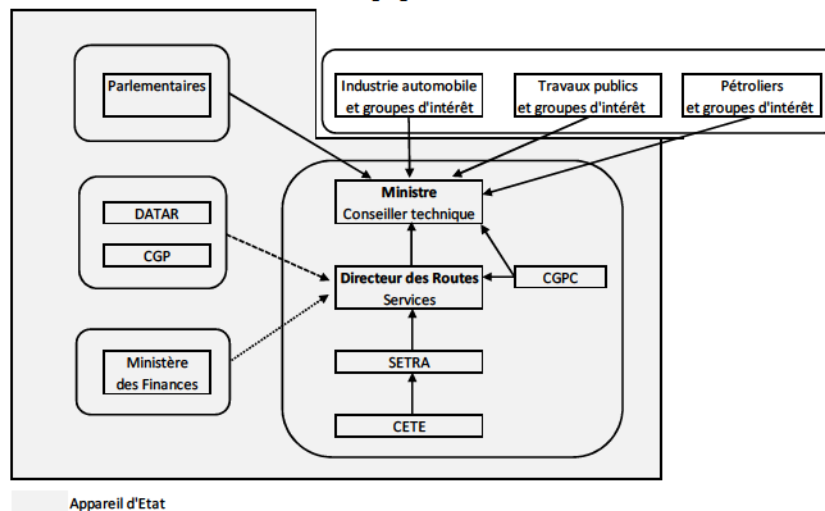 Parlementaires
Industrie automobile
et groupes d'intérêt
Travaux publics
et groupes d'intérêt
Pétroliers
et groupes d'intérêt
Ministre
Conseiller technique
DATAR
CGP
Directeur des Routes
Services
CGPC
Ministère
des Finances
SETRA
CETE
Appareil d'Etat